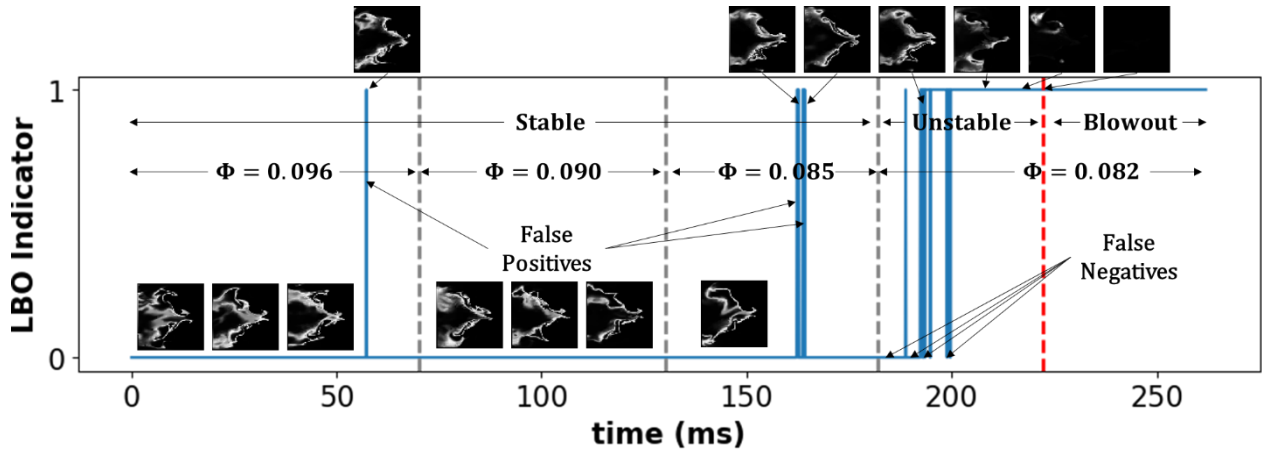 1
Stable
Unstable
Blowout
Φ = 0.096
Φ = 0.090
Φ = 0.085
Φ = 0.082
LBO Indicator
False
Positives
False
Negatives
0
0
50
100
150
200
250
time (ms)